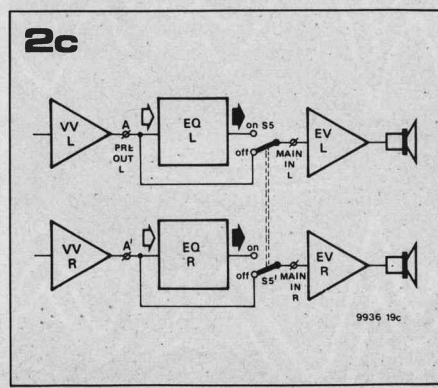 2c
VV
L
A
PRE
OUT
L
EQ
L
on
S5
off
MAIN
IN
L
EV
L
VV
R
A'
EQ
R
on
off
S5'
MAIN
IN
R
EV
R
9936 19c